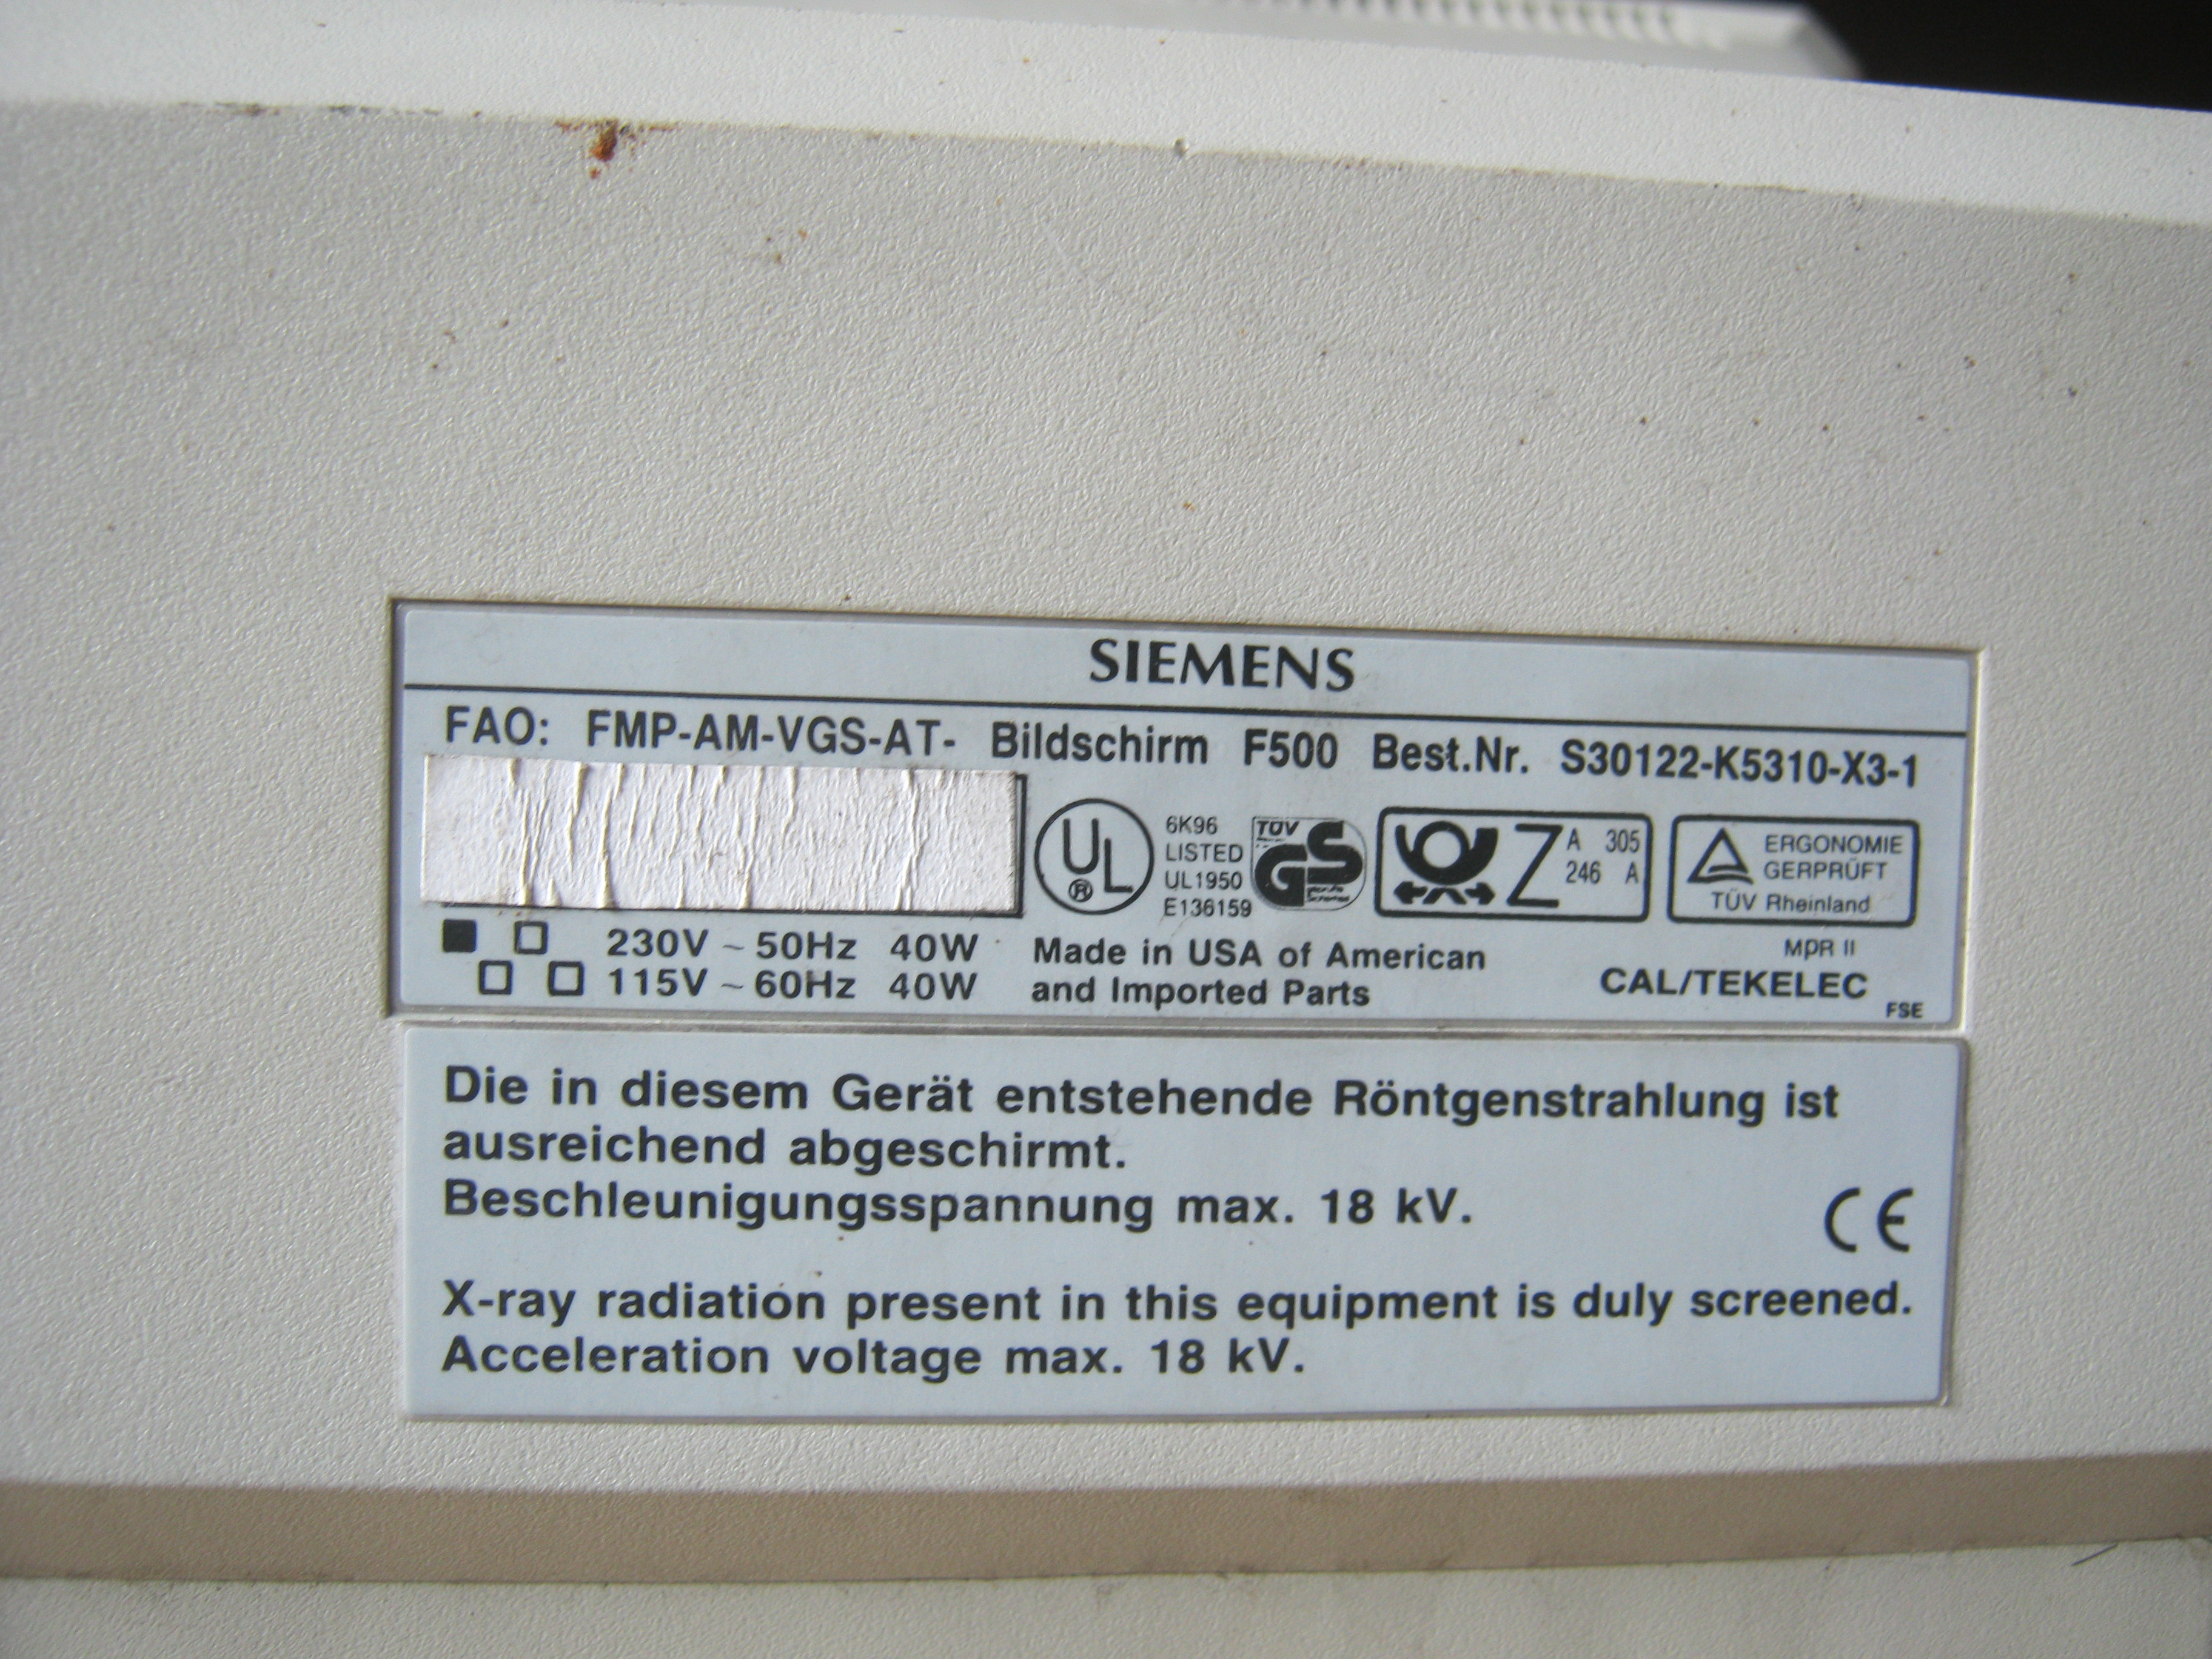 SIEMENS
FAO: FMP-AM-VGS-AT- Bildschirm F500 Best.Nr. S30122-K5310-X3-1
UL
®
6K96
LISTED
UL1950
E136159
TÜV
GS
Z
A 305
246 A
ERGONOMIE
GERPRÜFT
TÜV Rheinland
230V ~ 50Hz 40W
115V ~ 60Hz 40W
Made in USA of American
and Imported Parts
MPR II
CAL/TEKELEC
FSE
Die in diesem Gerät entstehende Röntgenstrahlung ist
ausreichend abgeschirmt.
Beschleunigungsspannung max. 18 kV.
CE
X-ray radiation present in this equipment is duly screened.
Acceleration voltage max. 18 kV.